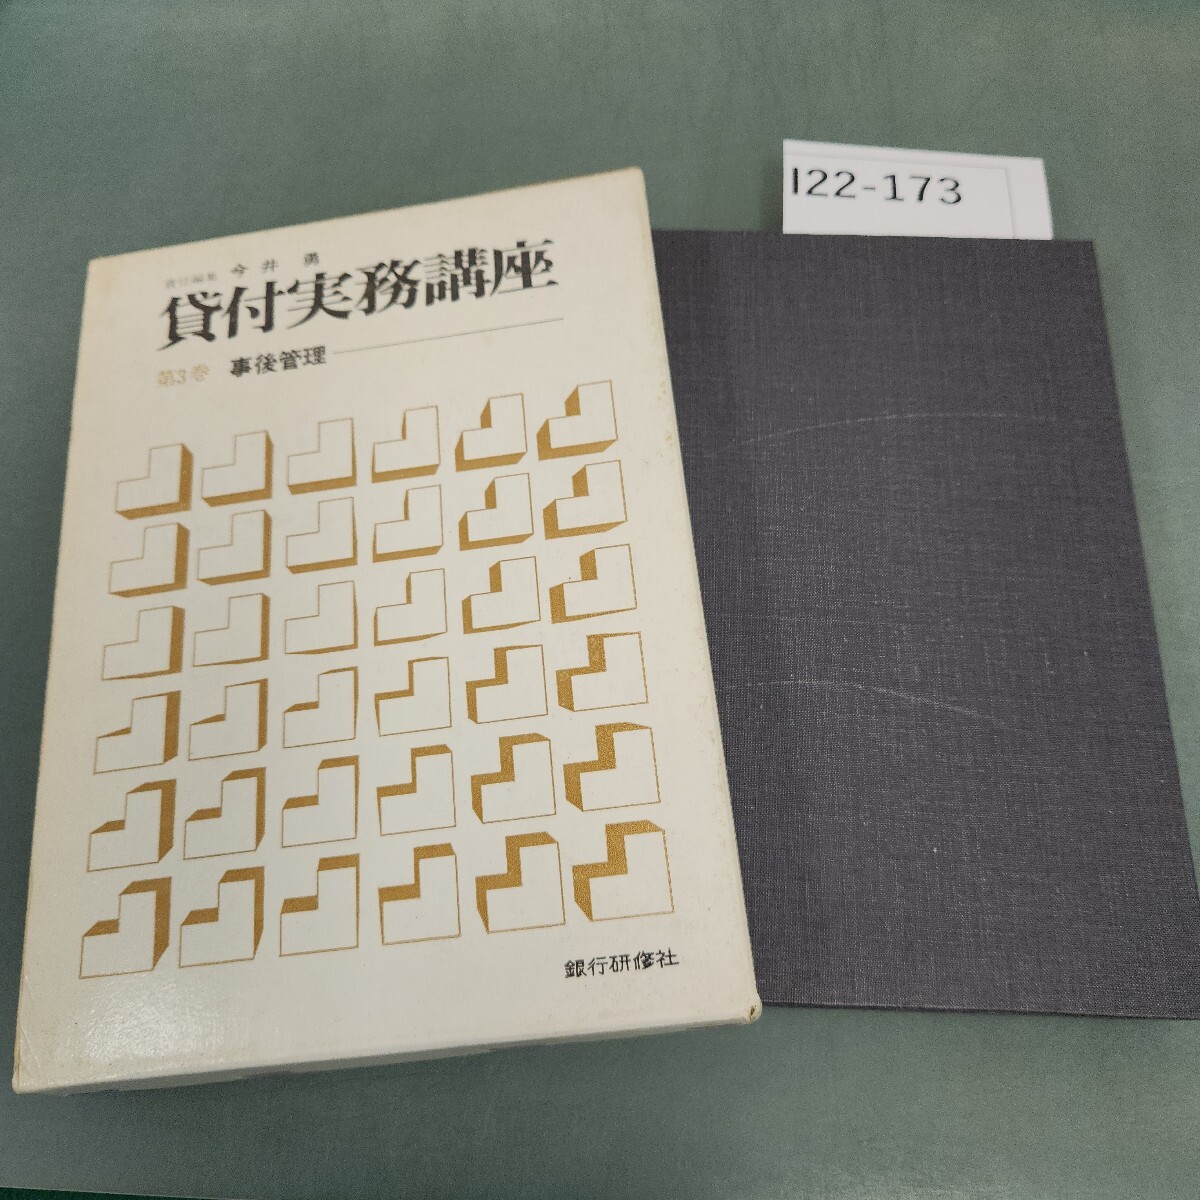 I22-173
責任編集 今井 勇
貸付実務講座
第3巻 事後管理
銀行研修社